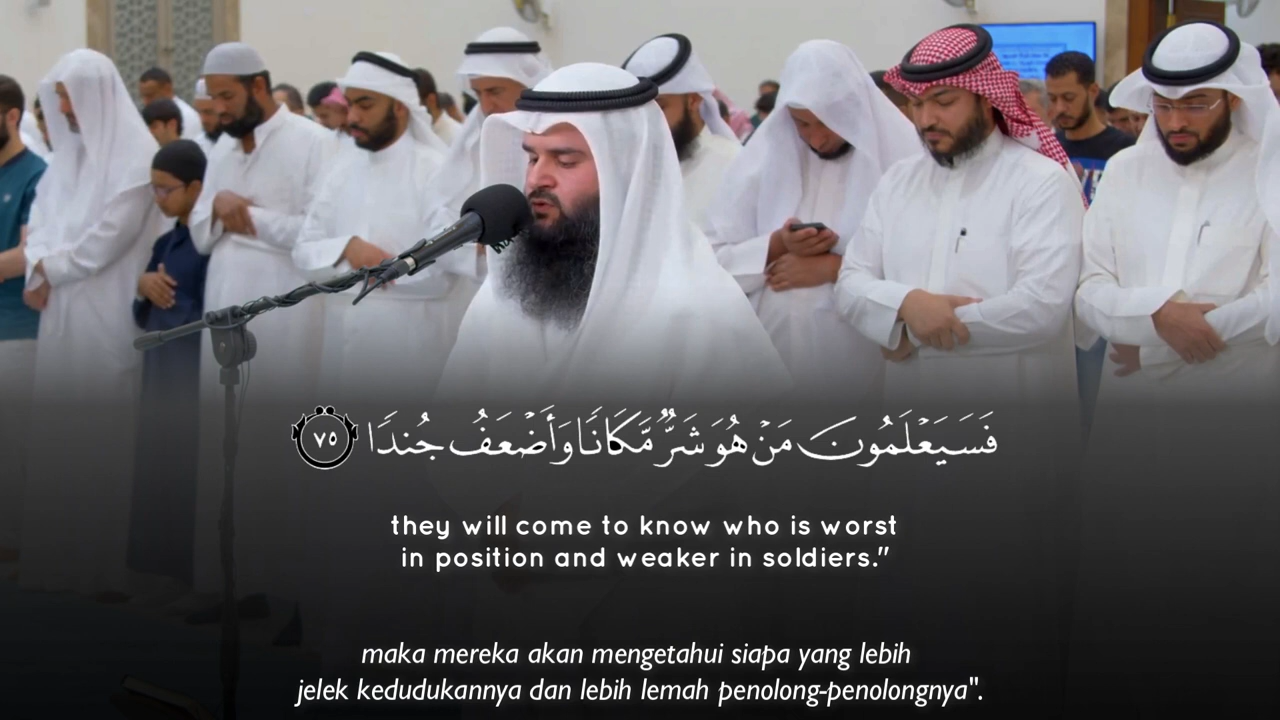 فَسَيَعۡلَمُونَ مَنۡ هُوَ شَرّٞ مَّكَانٗا وَأَضۡعَفُ جُندٗا ٧٥
they will come to know who is worst
in position and weaker in soldiers."
maka mereka akan mengetahui siapa yang lebih
jelek kedudukannya dan lebih lemah penolong-penolongnya".